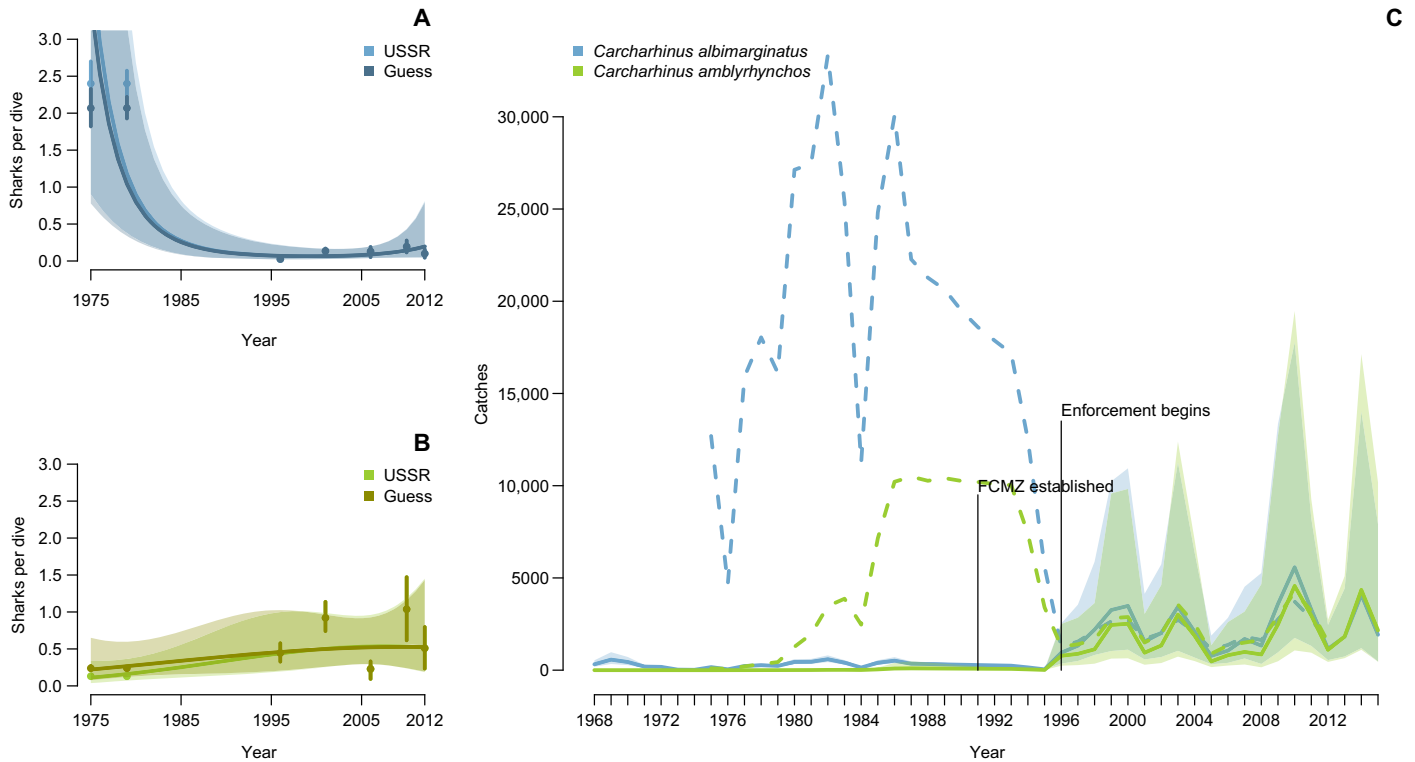 A
USSR
Guess
Sharks per dive
3.0
2.5
2.0
1.5
1.0
0.5
0.0
1975
1985
1995
2005
2012
Year
B
USSR
Guess
Sharks per dive
3.0
2.5
2.0
1.5
1.0
0.5
0.0
1975
1985
1995
2005
2012
Year
C
Carcharhinus albimarginatus
Carcharhinus amblyrhynchos
Catches
30,000
25,000
20,000
15,000
10,000
5000
0
Enforcement begins
FCMZ established
1968
1972
1976
1980
1984
1988
1992
1996
2000
2004
2008
2012
Year